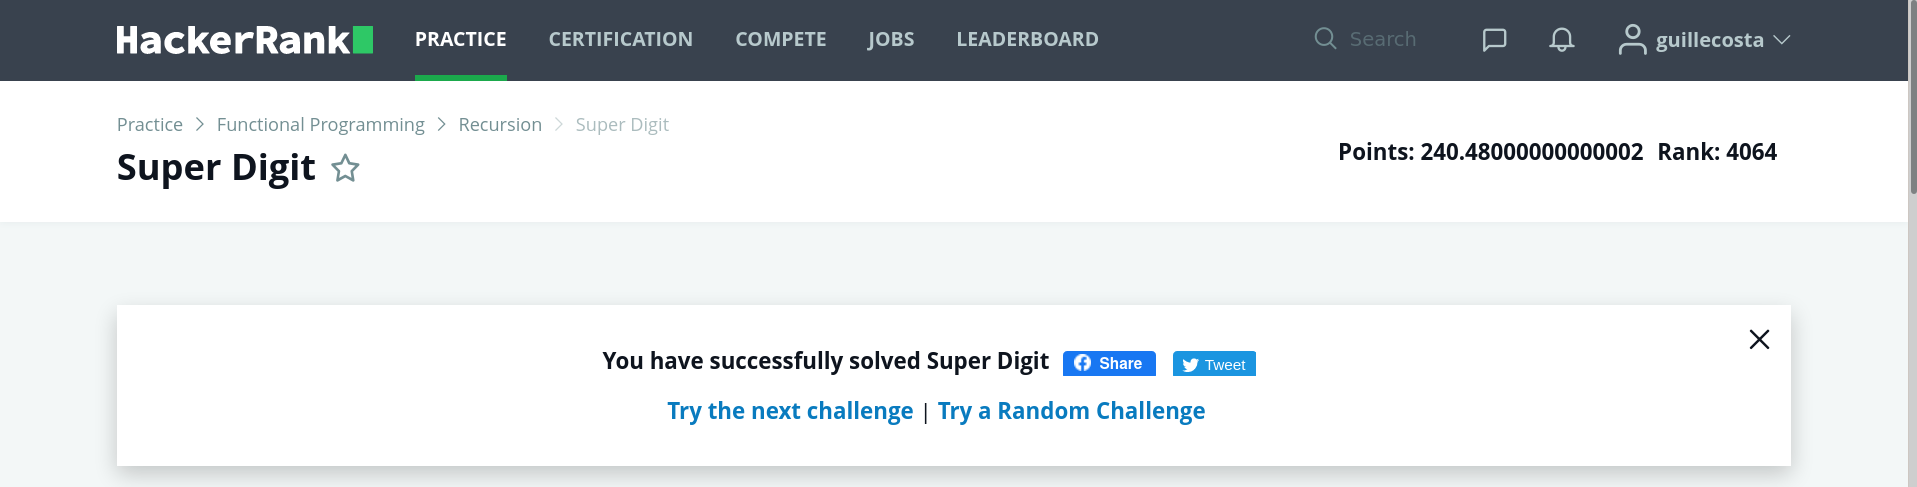 HackerRank PRACTICE CERTIFICATION COMPETE JOBS LEADERBOARD Search guillecosta
Practice > Functional Programming > Recursion > Super Digit
Super Digit
Points: 240.48000000000002 Rank: 4064
You have successfully solved Super Digit Share Tweet
Try the next challenge | Try a Random Challenge